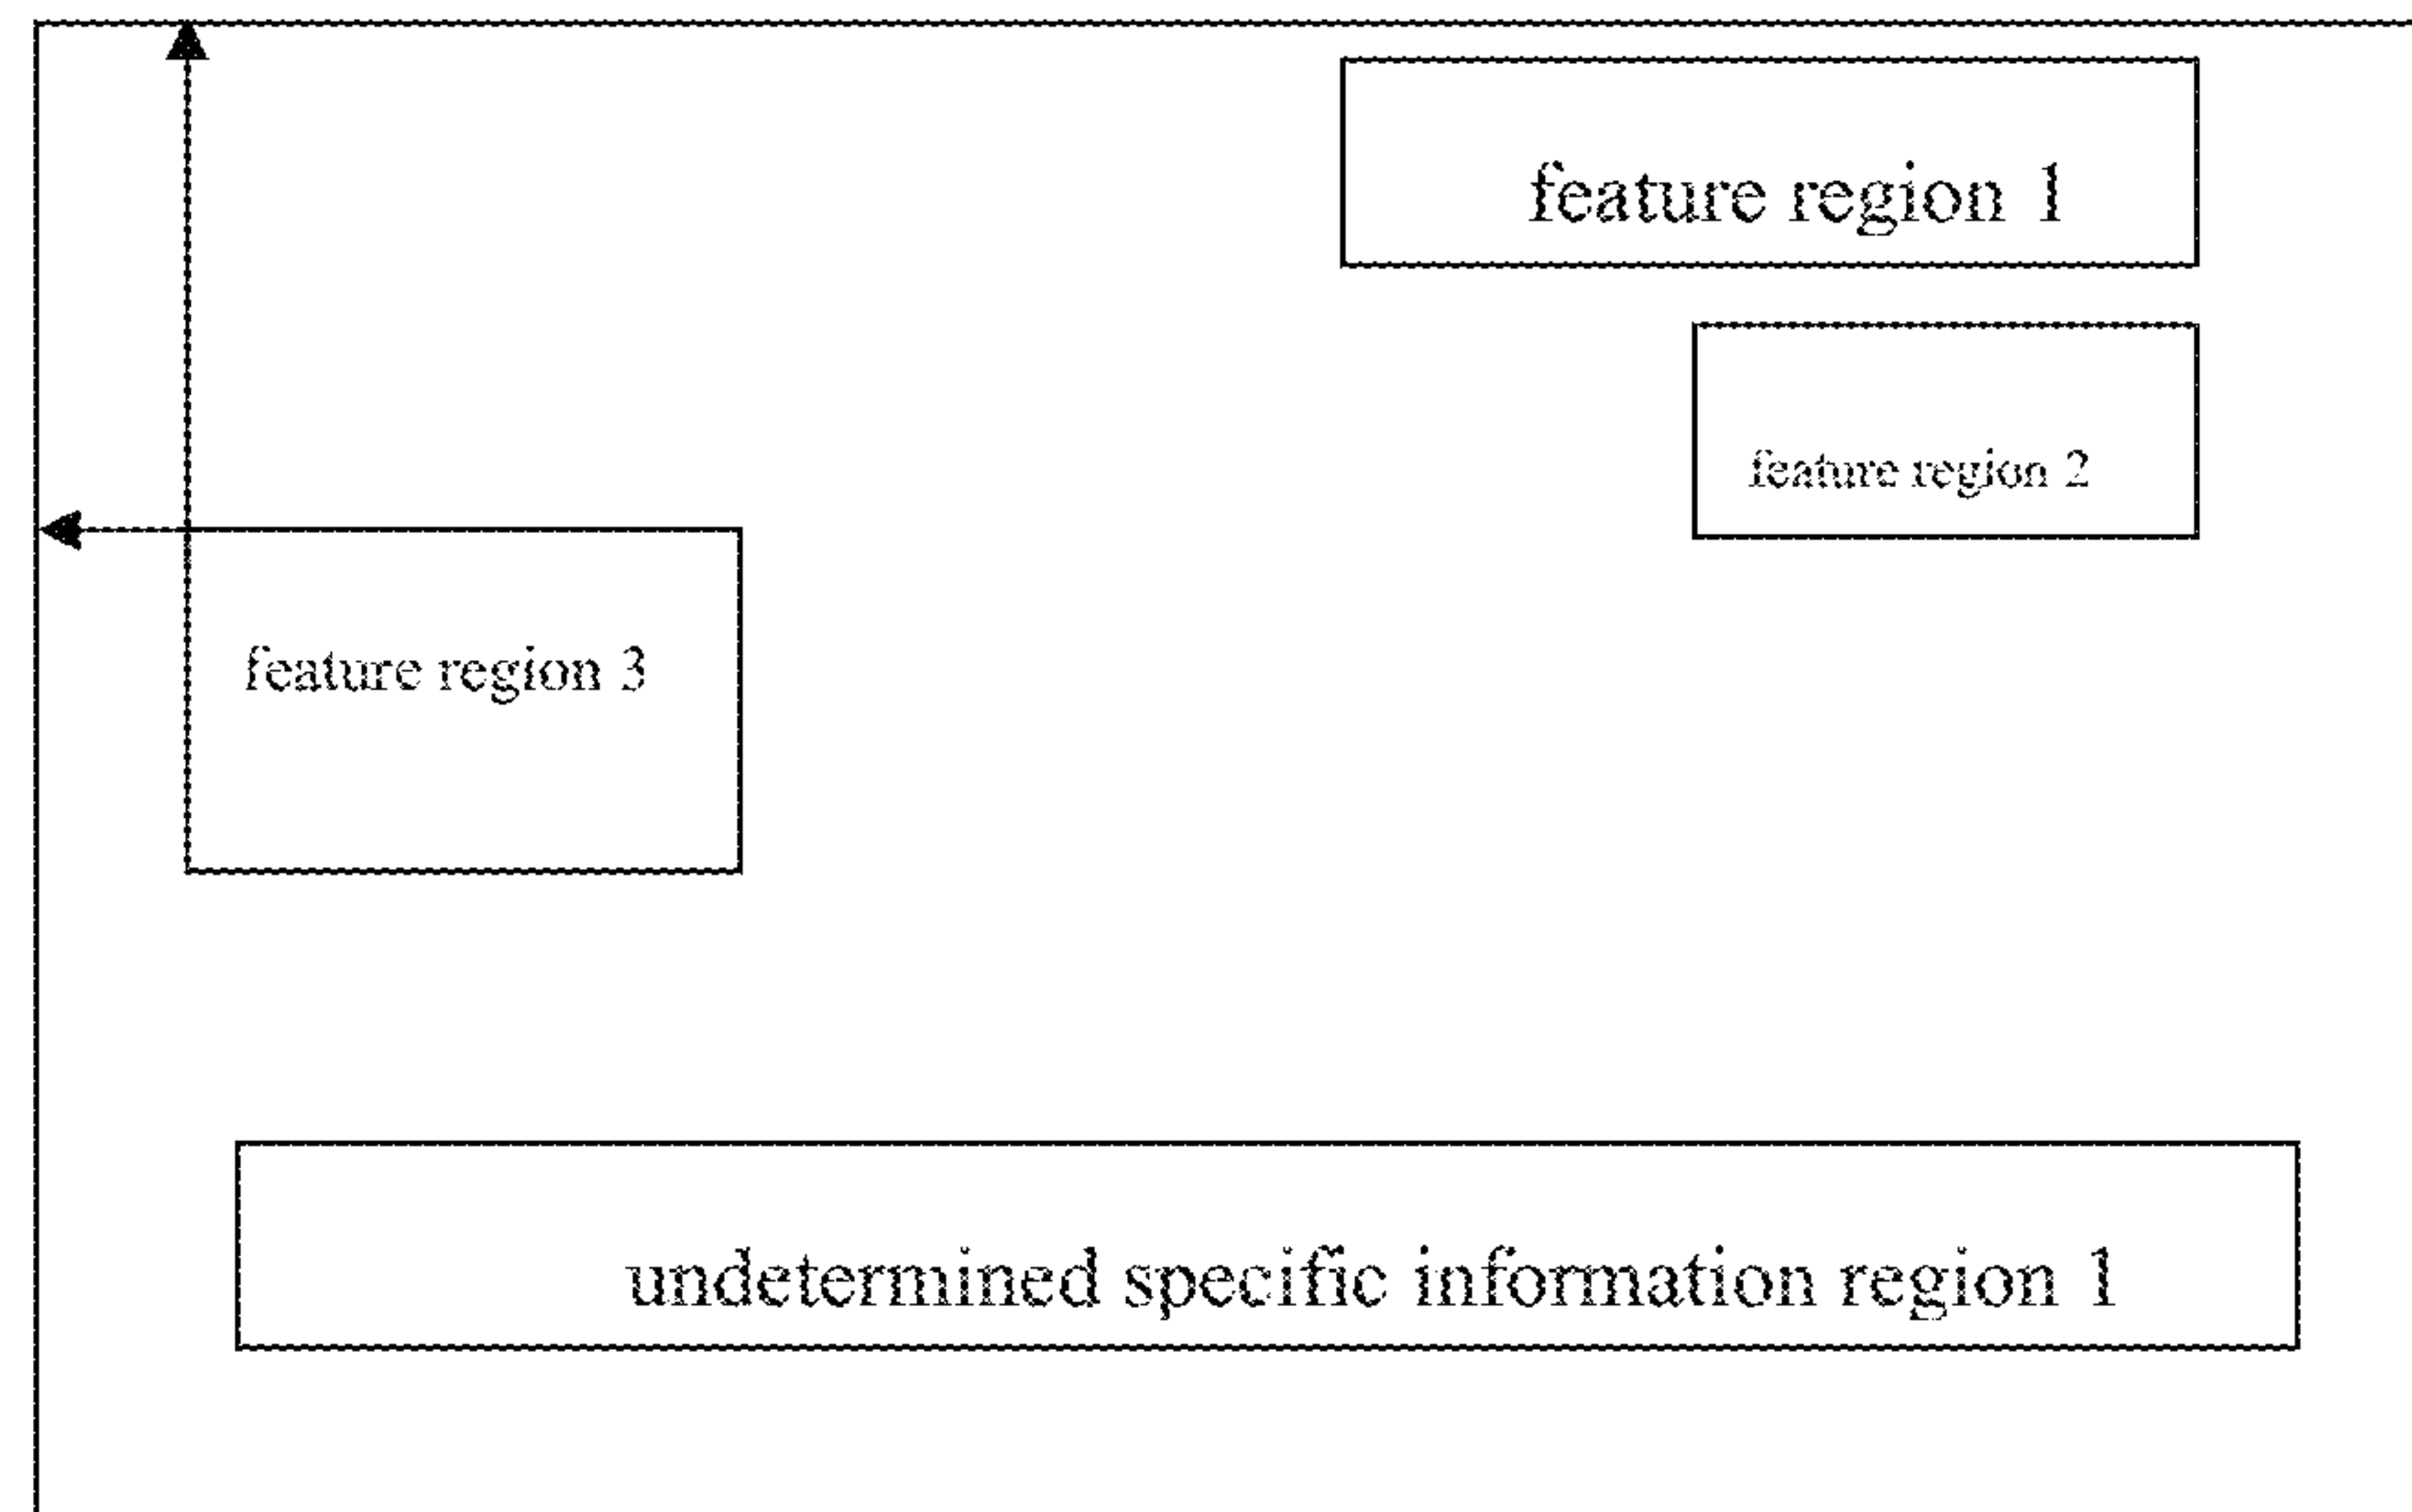 feature region 1
feature region 2
feature region 3
undetermined specific information region 1